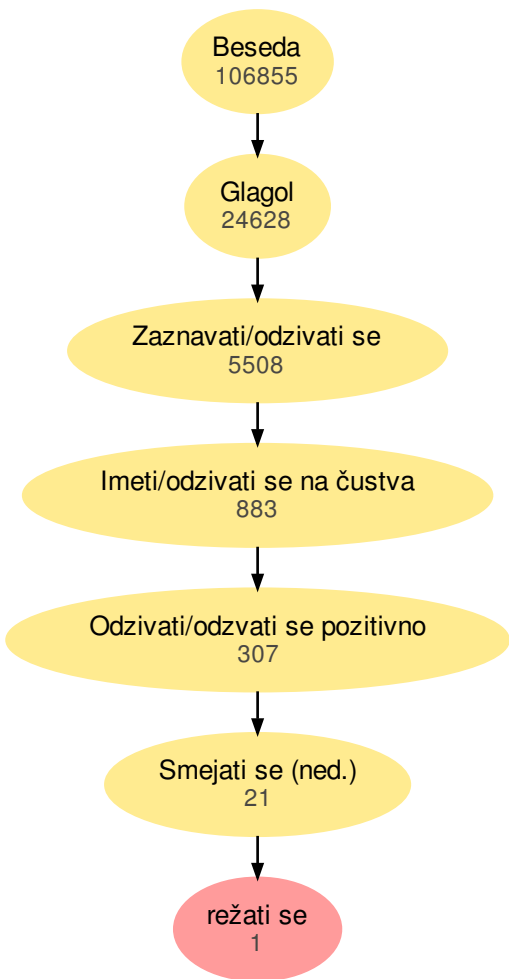 Beseda
106855
Glagol
24628
Zaznavati/odzivati se
5508
Imeti/odzivati se na čustva
883
Odzivati/odzvati se pozitivno
307
Smejati se (ned.)
21
režati se
1